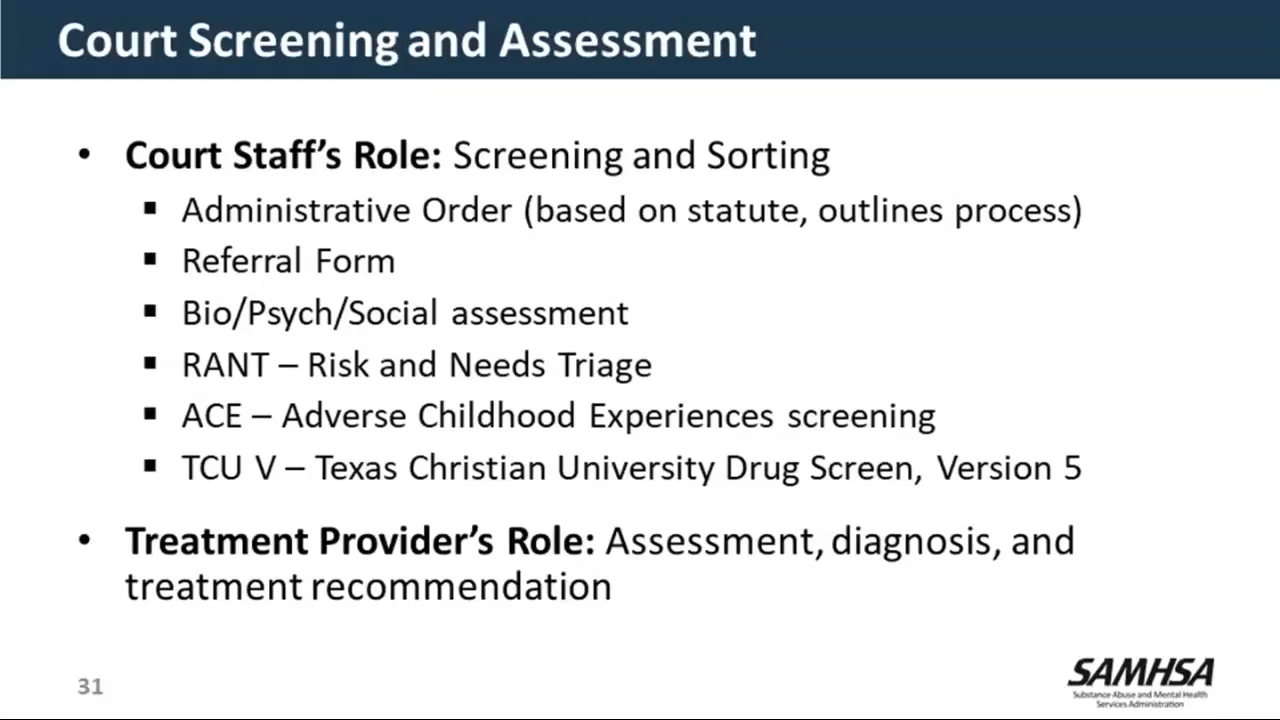 Court Screening and Assessment
• Court Staff’s Role: Screening and Sorting
▪ Administrative Order (based on statute, outlines process)
▪ Referral Form
▪ Bio/Psych/Social assessment
▪ RANT – Risk and Needs Triage
▪ ACE – Adverse Childhood Experiences screening
▪ TCU V – Texas Christian University Drug Screen, Version 5
• Treatment Provider’s Role: Assessment, diagnosis, and
treatment recommendation
31
SAMHSA
Substance Abuse and Mental Health
Services Administration